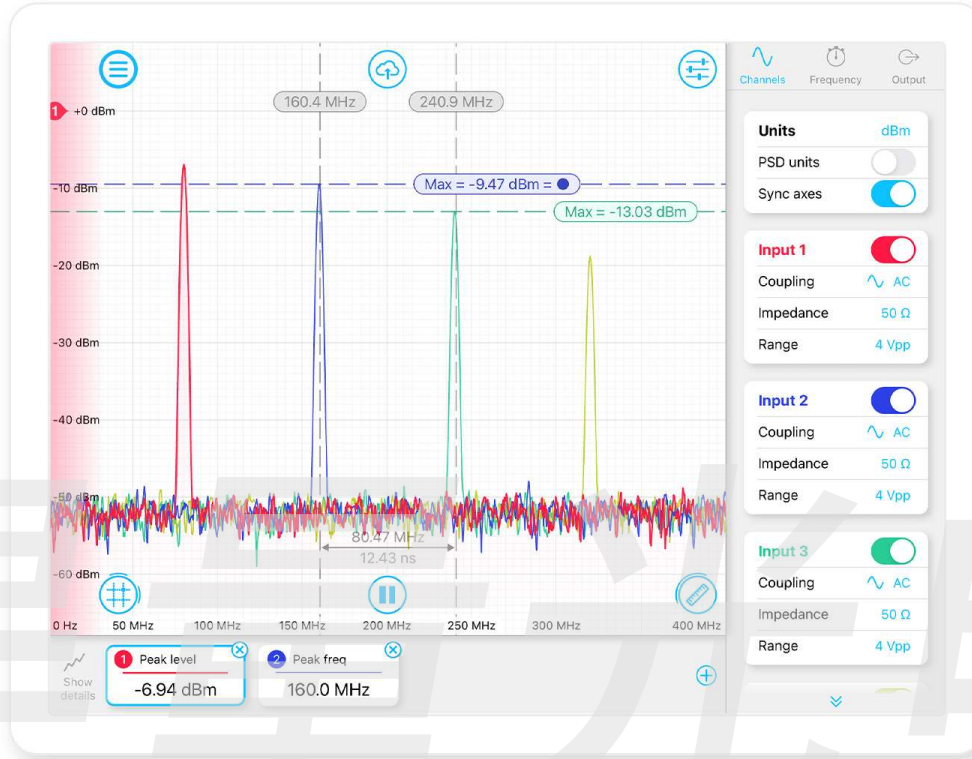 160.4 MHz
240.9 MHz
1
+0 dBm
-10 dBm
Max = -9.47 dBm =
Max = -13.03 dBm
-20 dBm
-30 dBm
-40 dBm
-50 dBm
80.47 MHz
12.43 ns
-60 dBm
0 Hz
50 MHz
100 MHz
150 MHz
200 MHz
250 MHz
300 MHz
400 MHz
Show
details
1 Peak level
-6.94 dBm
2 Peak freq
160.0 MHz
Channels
Frequency
Output
Units dBm
PSD units
Sync axes
Input 1
Coupling AC
Impedance 50 Ω
Range 4 Vpp
Input 2
Coupling AC
Impedance 50 Ω
Range 4 Vpp
Input 3
Coupling AC
Impedance 50 Ω
Range 4 Vpp